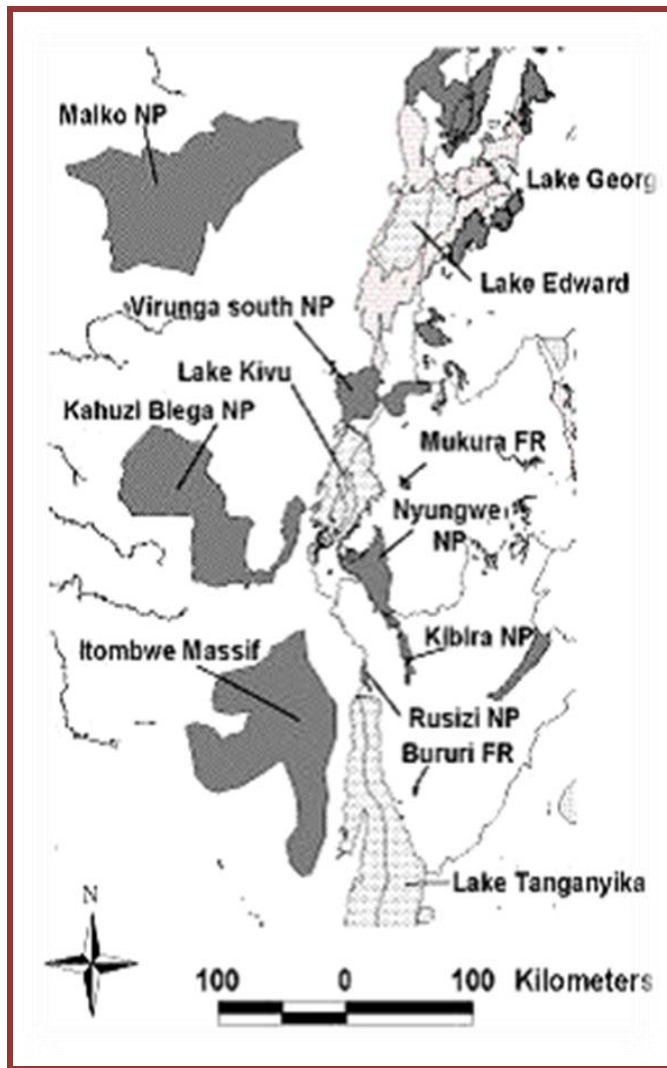 Maiko NP
Lake Georg
Lake Edward
Virunga south NP
Lake Kivu
Kahuzi Biega NP
Mukura FR
Nyungwe
NP
Itombwe Massif
Kibira NP
Rusizi NP
Bururi FR
Lake Tanganyika
N
100 0 100 Kilometers